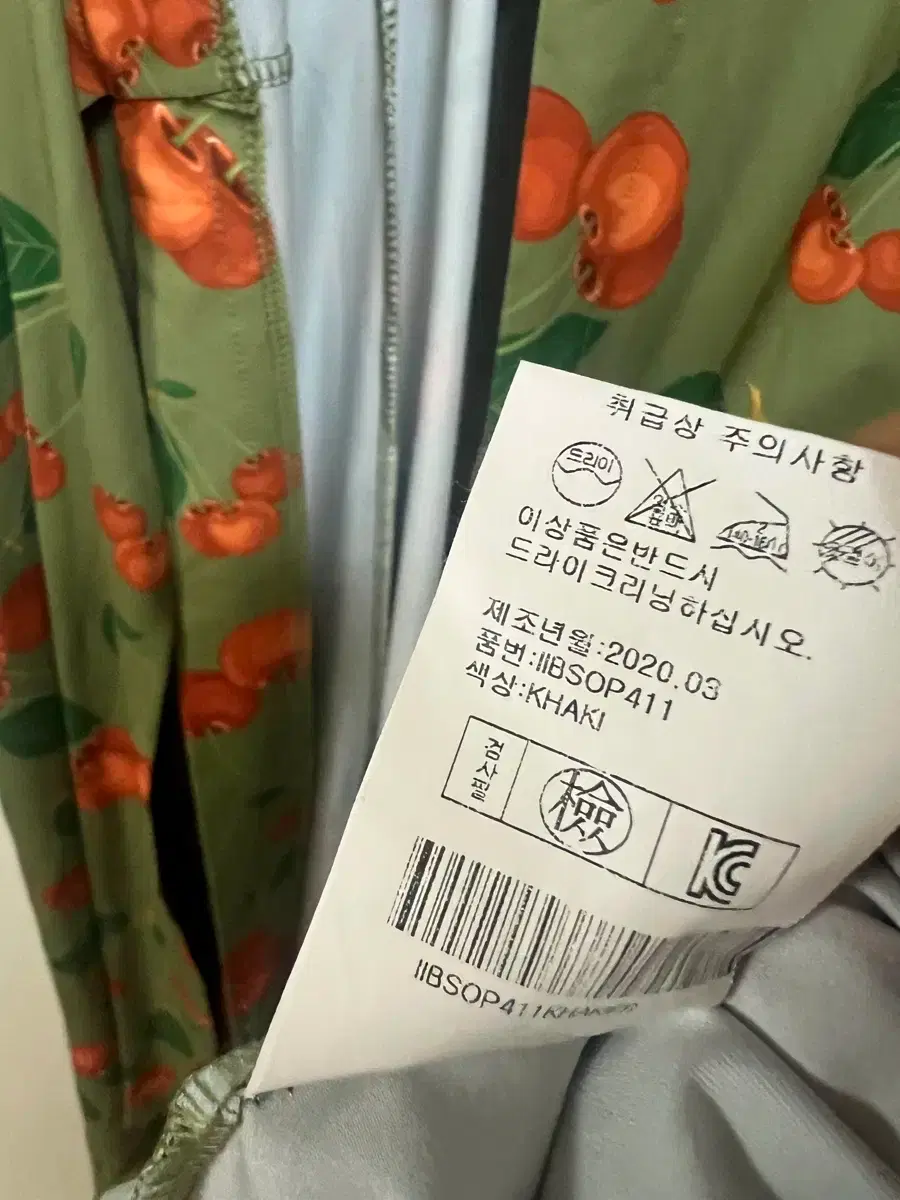 취급상 주의사항
드라이
이상품은반드시
드라이크리닝하십시오.
제조년월:2020.03
품번:IIBSOP411
색상:KHAKI
검사필
檢
KC